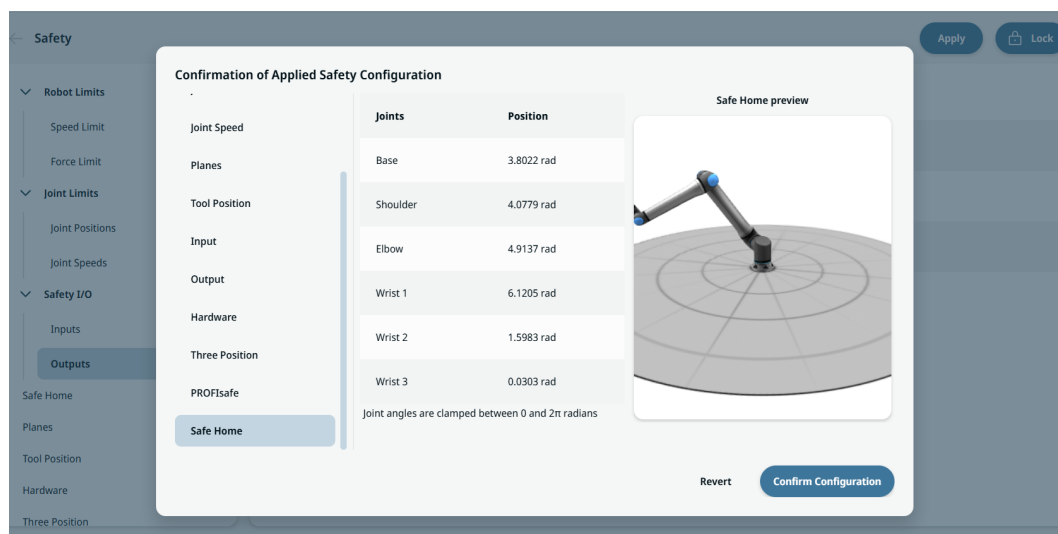 Safety
Apply
Lock
Robot Limits
Speed Limit
Force Limit
Joint Limits
Joint Positions
Joint Speeds
Safety I/O
Inputs
Outputs
Safe Home
Planes
Tool Position
Hardware
Three Position
Confirmation of Applied Safety Configuration
Joint Speed
Planes
Tool Position
Input
Output
Hardware
Three Position
PROFIsafe
Safe Home
Joints Position
Base 3.8022 rad
Shoulder 4.0779 rad
Elbow 4.9137 rad
Wrist 1 6.1205 rad
Wrist 2 1.5983 rad
Wrist 3 0.0303 rad
Joint angles are clamped between 0 and 2π radians
Safe Home preview
Revert
Confirm Configuration